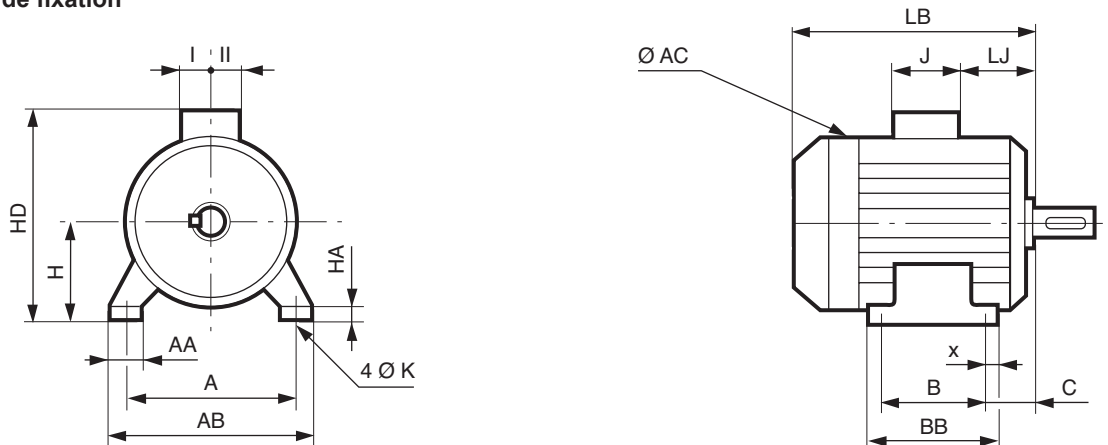 de fixation
I II
HD
H
HA
AA
A
AB
4 Ø K
LB
Ø AC
J LJ
x
B C
BB